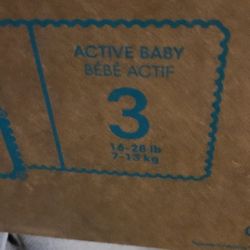 ACTIVE BABY
BÉBÉ ACTIF
3
16-28 lb
7-13 kg